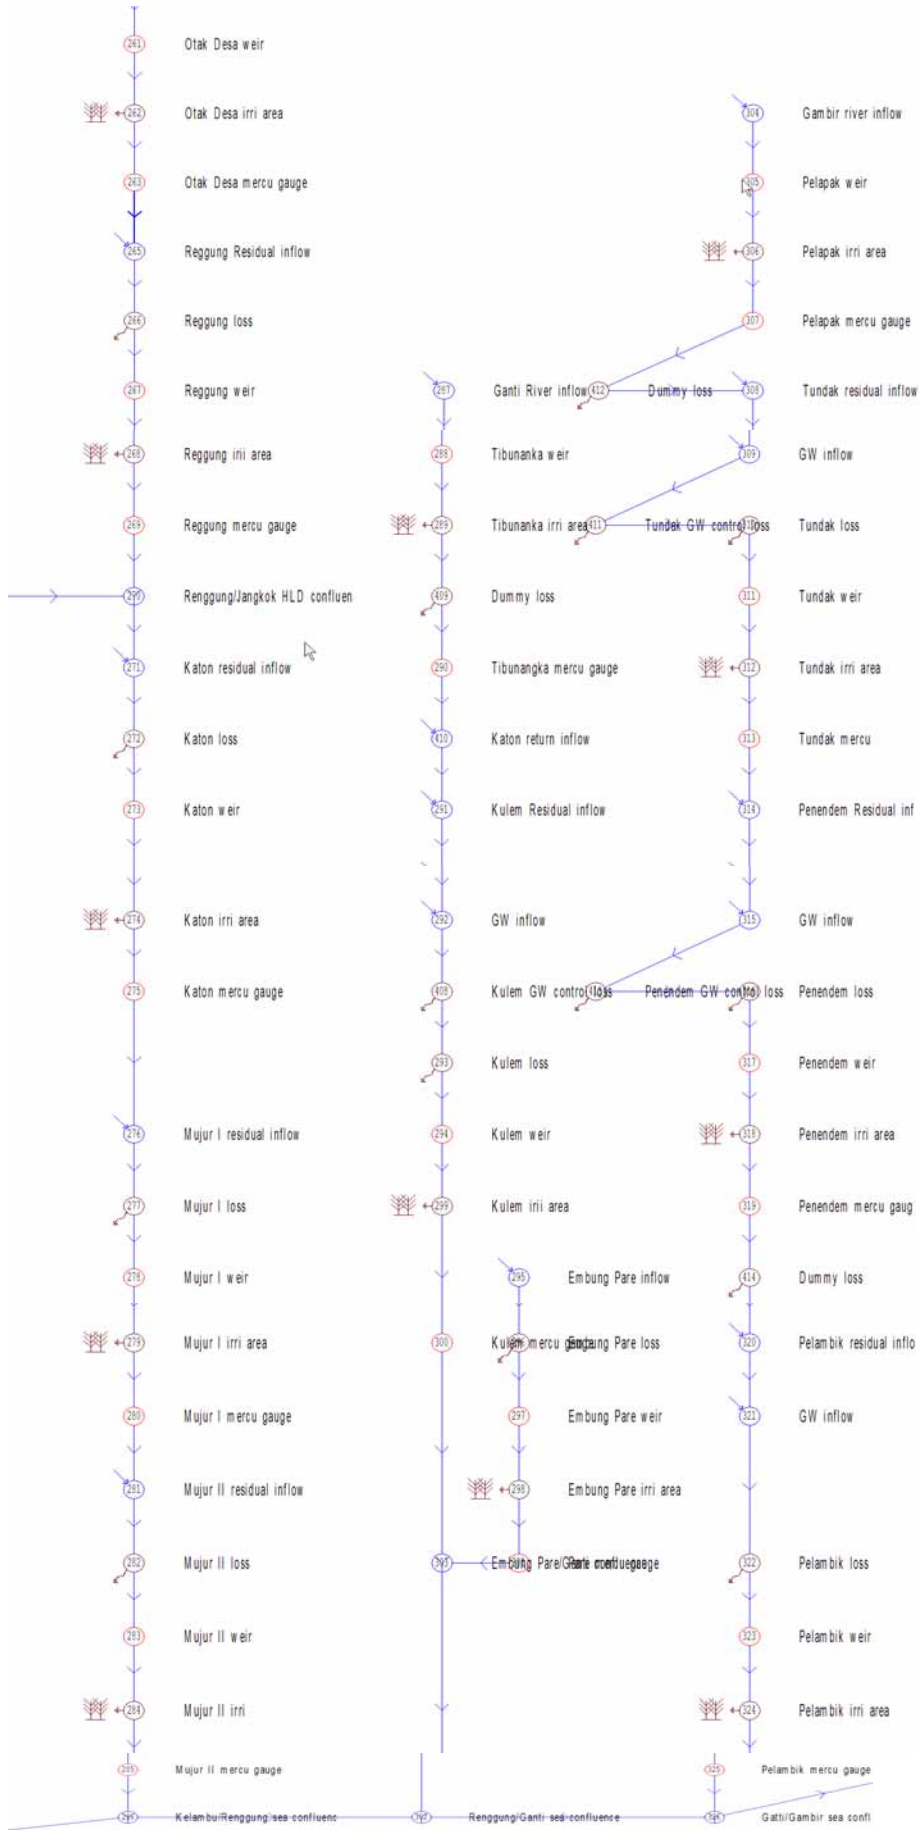 261 Otak Desa weir
262 Otak Desa irri area
263 Otak Desa mercu gauge
265 Reggung Residual inflow
266 Reggung loss
267 Reggung weir
268 Reggung irii area
269 Reggung mercu gauge
Renggung/Jangkok HLD confluen
271 Katon residual inflow
272 Katon loss
273 Katon weir
274 Katon irri area
275 Katon mercu gauge
276 Mujur I residual inflow
277 Mujur I loss
278 Mujur I weir
279 Mujur I irri area
280 Mujur I mercu gauge
281 Mujur II residual inflow
282 Mujur II loss
283 Mujur II weir
284 Mujur II irri
285 Mujur II mercu gauge
Kelambu/Renggung sea confluenc
287 Ganti River inflow
288 Tibunanka weir
289 Tibunanka irri area
409 Dummy loss
290 Tibungka mercu gauge
410 Katon return inflow
291 Kulem Residual inflow
292 GW inflow
408 Kulem GW control loss
293 Kulem loss
294 Kulem weir
299 Kulem irii area
300 Kulem mercu gauge
295 Embung Pare inflow
Embung Pare loss
297 Embung Pare weir
298 Embung Pare irri area
303 Embung Pare/
Renggung/Ganti sea confluence
304 Gambir river inflow
305 Pelapak weir
306 Pelapak irri area
307 Pelapak mercu gauge
412 Dummy loss
308 Tundak residual inflow
309 GW inflow
411 Tundak GW control loss
Tundak loss
311 Tundak weir
312 Tundak irri area
313 Tundak mercu
314 Penendem Residual inf
315 GW inflow
Penendem GW control loss
Penendem loss
317 Penendem weir
318 Penendem irri area
319 Penendem mercu gaug
414 Dummy loss
320 Pelambik residual inflo
321 GW inflow
322 Pelambik loss
323 Pelambik weir
324 Pelambik irri area
325 Pelambik mercu gauge
Gatti/Gambir sea confl